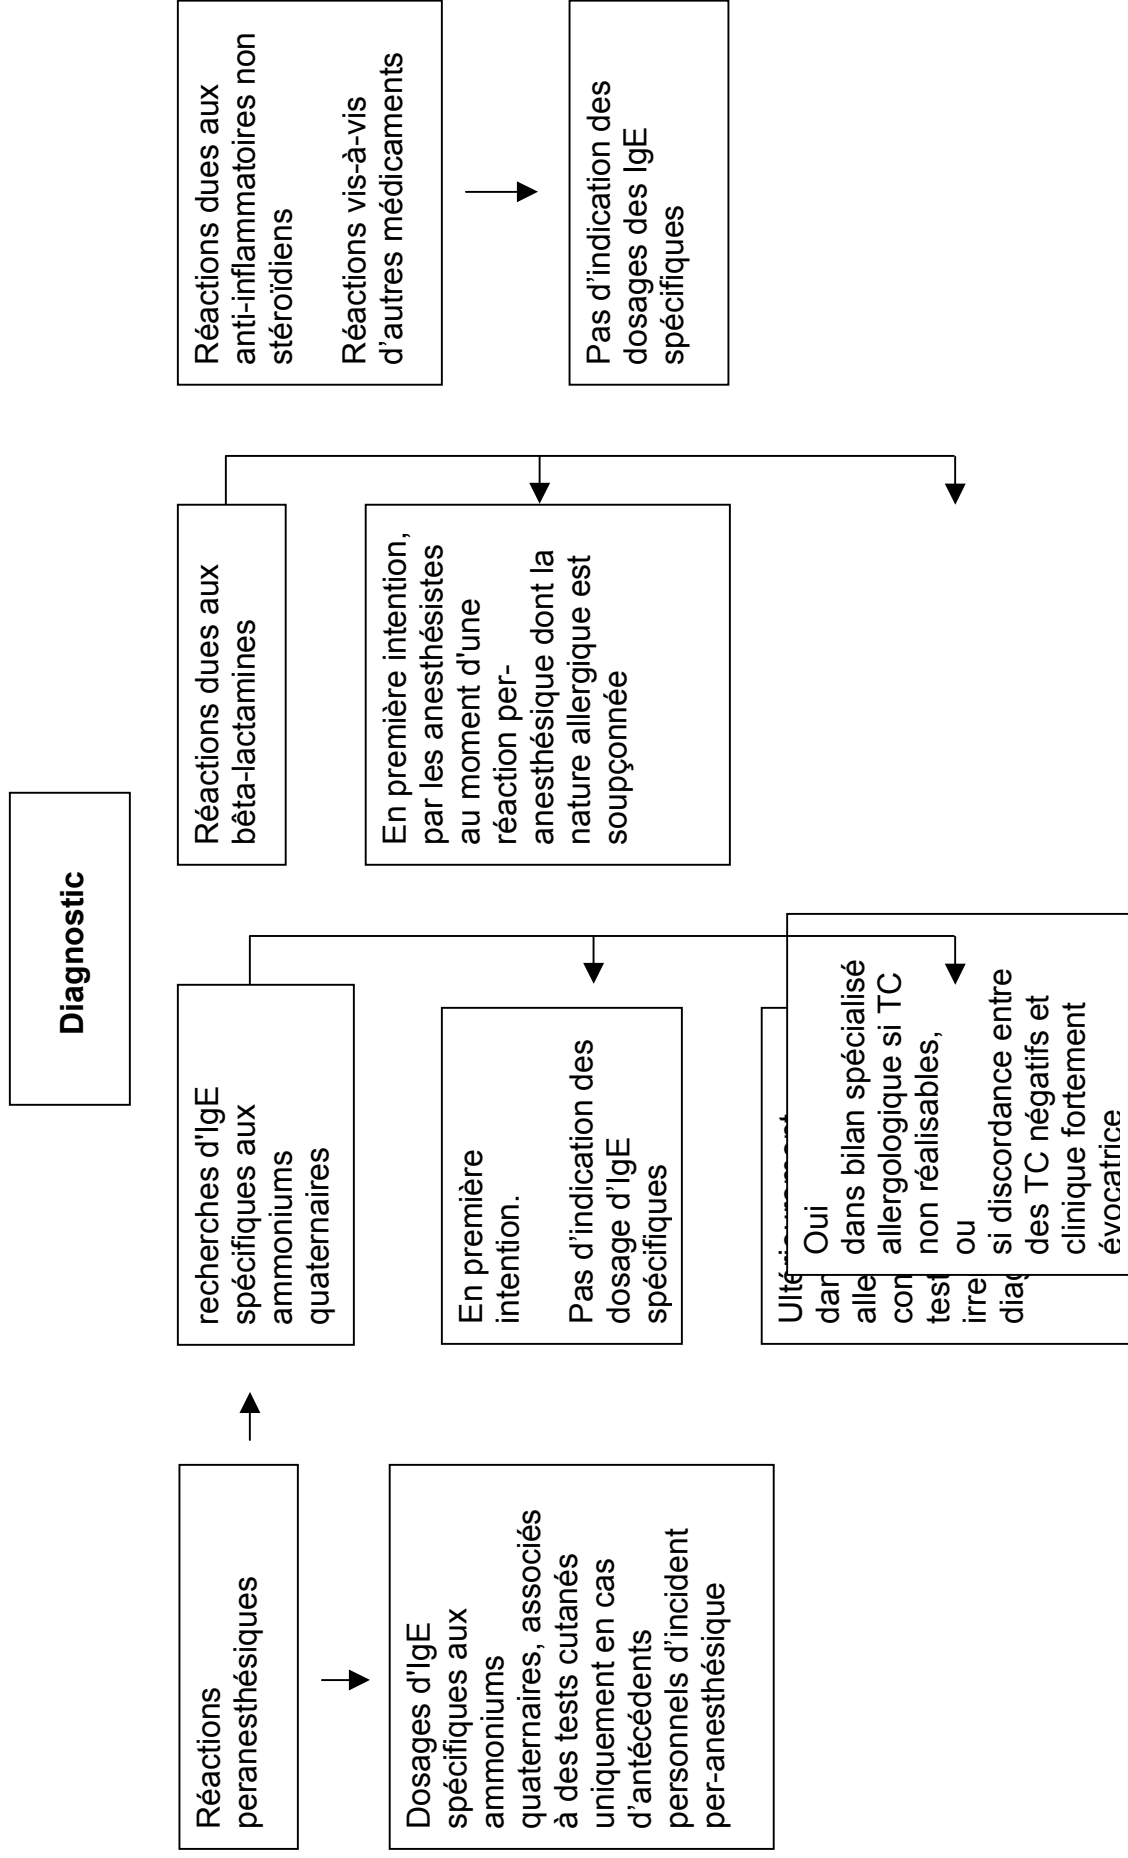 Diagnostic
Réactions
peranesthésiques
recherches d'IgE
spécifiques aux
ammoniums
quaternaires
Réactions dues aux
bêta-lactamines
Réactions dues aux
anti-inflammatoires non
stéroïdiens
Réactions vis-à-vis
d’autres médicaments
Dosages d'IgE
spécifiques aux
ammoniums
quaternaires, associés
à des tests cutanés
uniquement en cas
d’antécédents
personnels d’incident
per-anesthésique
En première
intention.
Pas d’indication des
dosage d’IgE
spécifiques
En première intention,
par les anesthésistes
au moment d'une
réaction per-
anesthésique dont la
nature allergique est
soupçonnée
Pas d’indication des
dosages des IgE
spécifiques
Oui
dans bilan spécialisé
allergologique si TC
non réalisables,
ou
si discordance entre
des TC négatifs et
clinique fortement
évocatrice